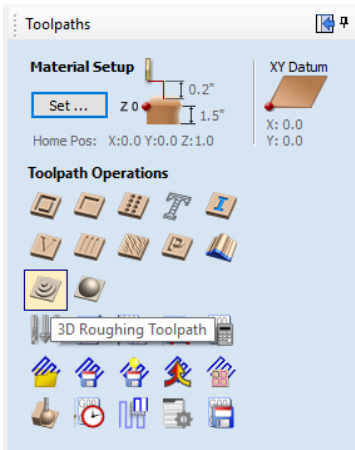 Toolpaths
Material Setup
XY Datum
0.2"
Set ...
Z 0
1.5"
X: 0.0
Home Pos: X:0.0 Y:0.0 Z:1.0
Y: 0.0
Toolpath Operations
3D Roughing Toolpath